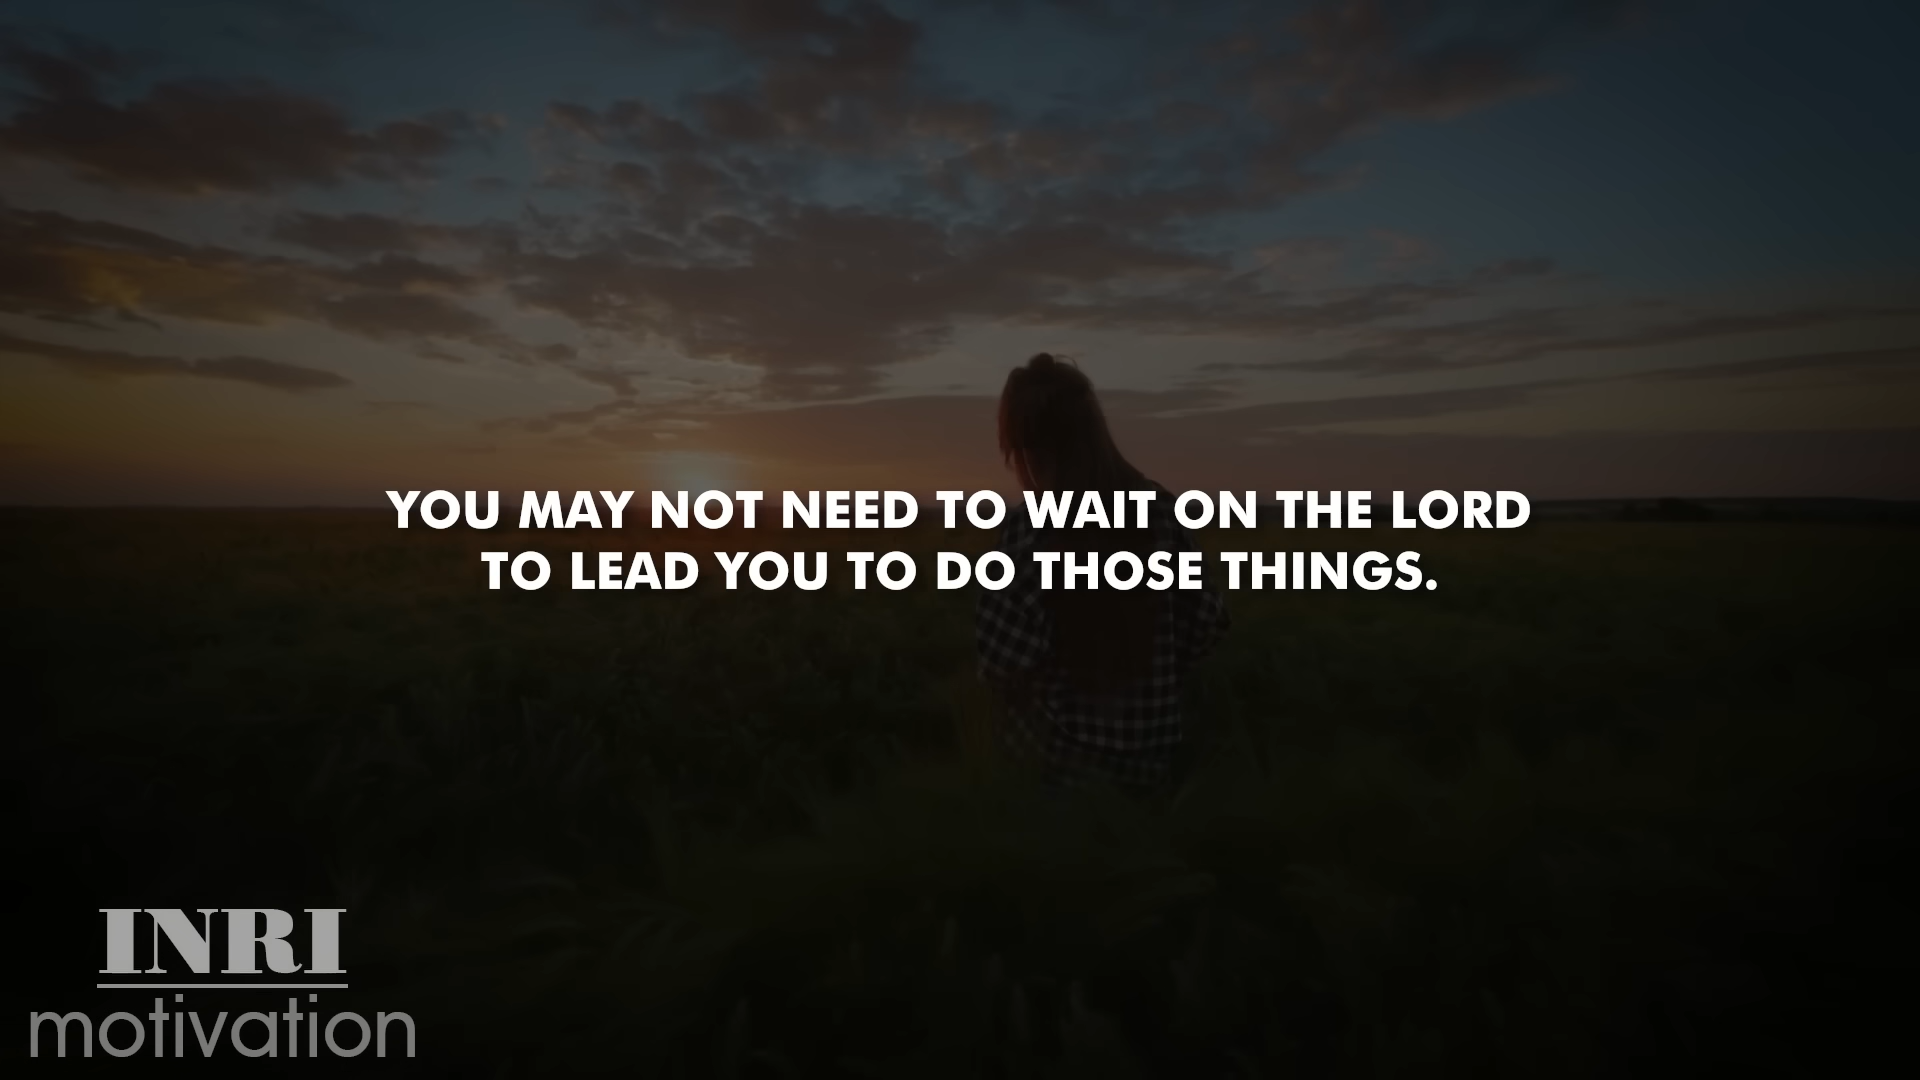 YOU MAY NOT NEED TO WAIT ON THE LORD
TO LEAD YOU TO DO THOSE THINGS.
INRI
motivation